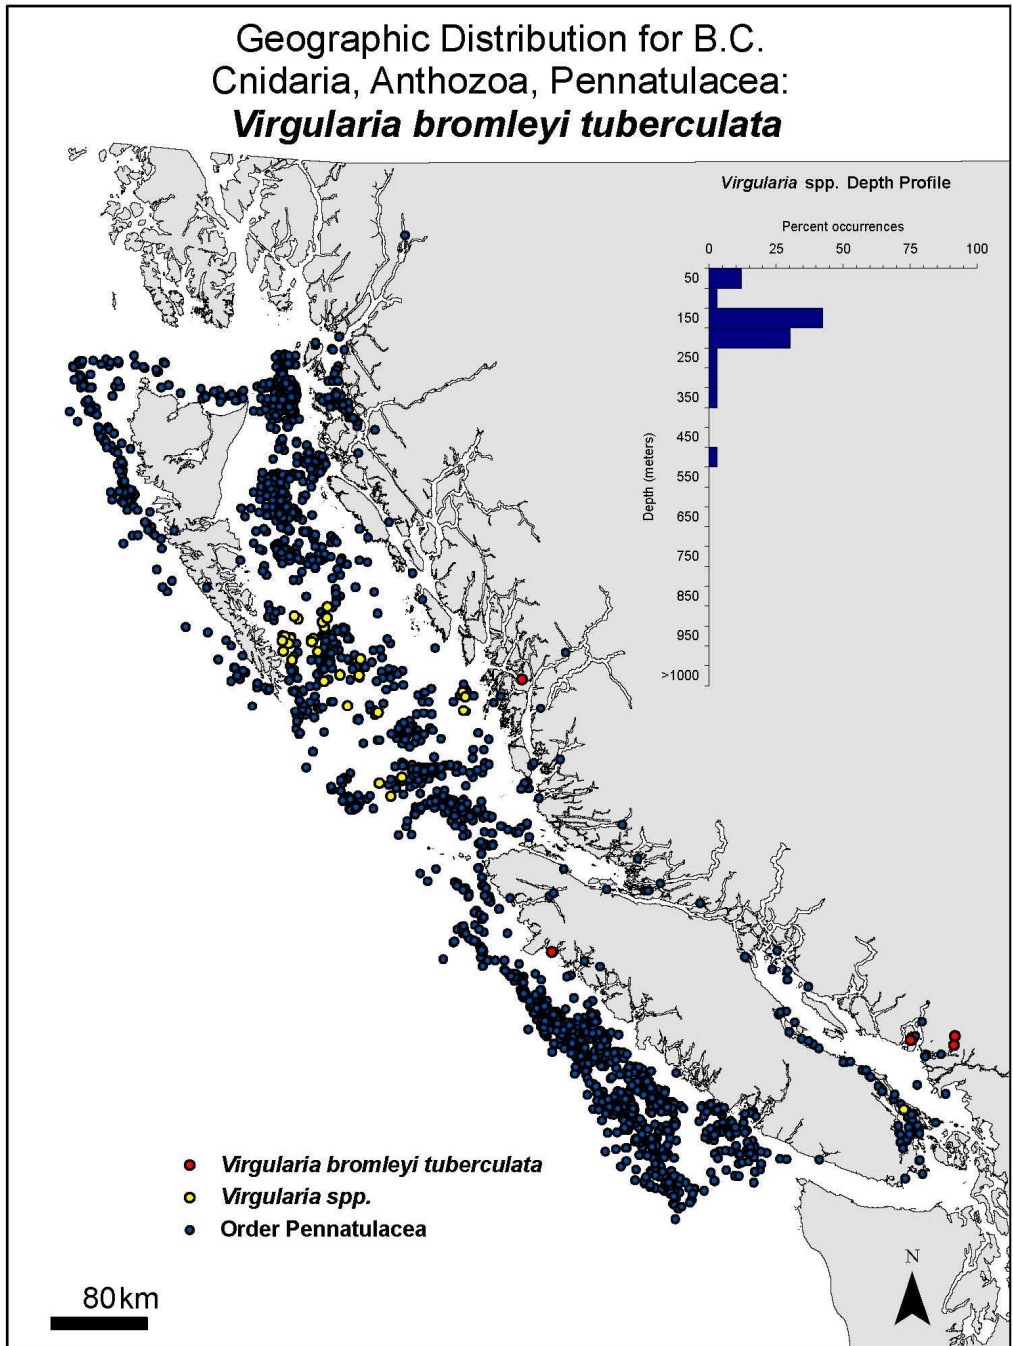 Geographic Distribution for B.C.
Cnidaria, Anthozoa, Pennatulacea:
Virgularia bromleyi tuberculata
Virgularia spp. Depth Profile
Percent occurrences
0 25 50 75 100
50
150
250
350
450
550
650
750
850
950
>1000
Depth (meters)
Virgularia bromleyi tuberculata
Virgularia spp.
Order Pennatulacea
80 km
N